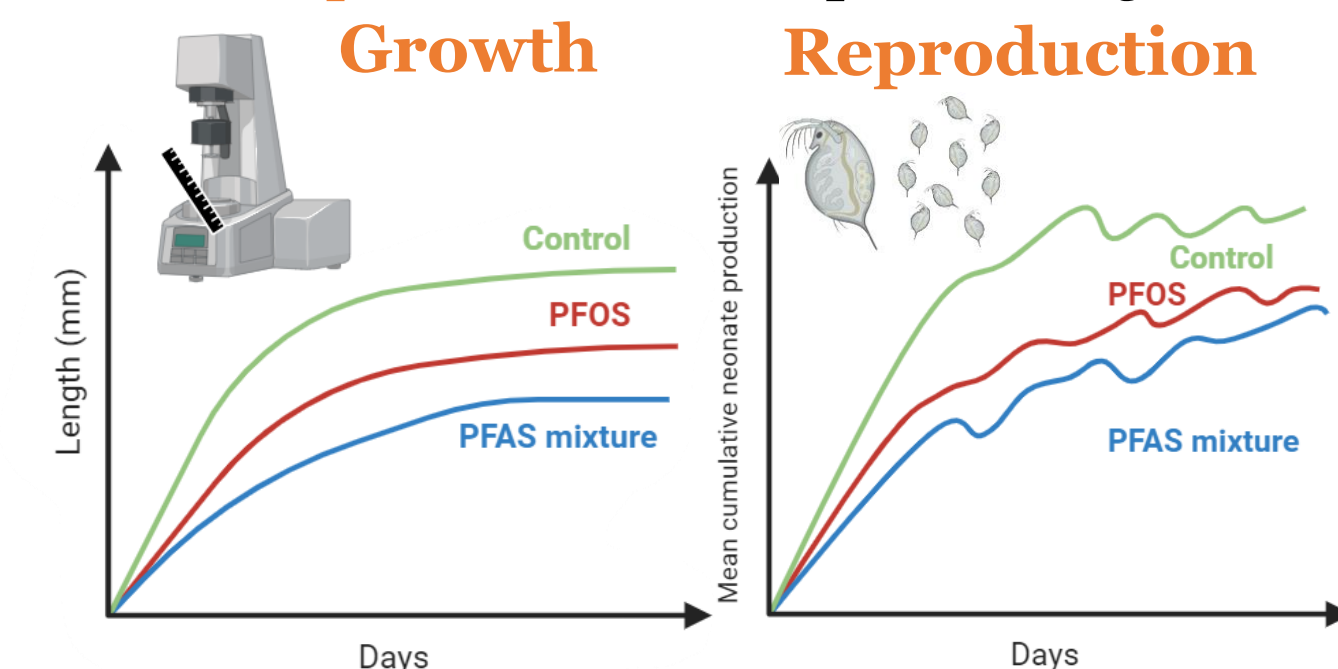 Growth
Reproduction
Length (mm)
Control
PFOS
PFAS mixture
Days
Mean cumulative neonate production
Control
PFOS
PFAS mixture
Days